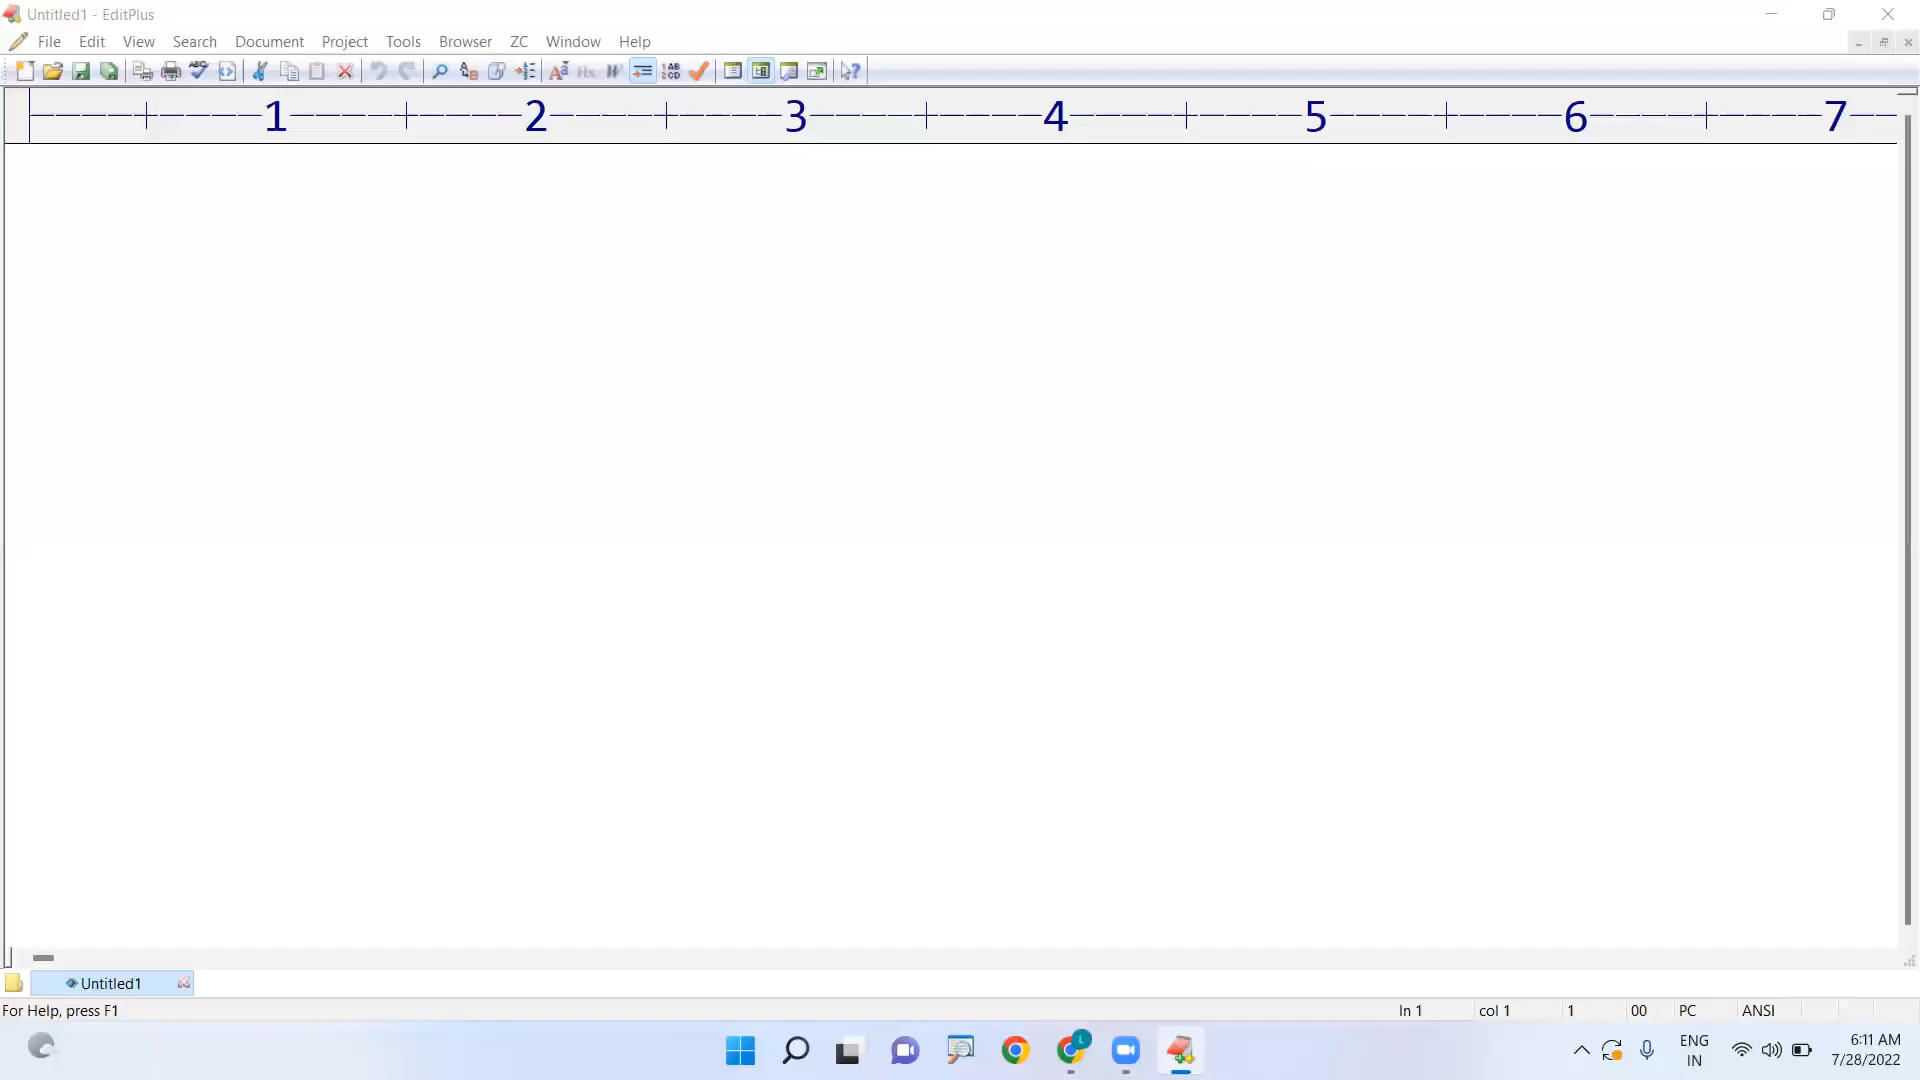 Untitled1 - EditPlus
File Edit View Search Document Project Tools Browser ZC Window Help
1 2 3 4 5 6 7
Untitled1
For Help, press F1 ln 1 col 1 1 00 PC ANSI
ENG 6:11 AM
IN 7/28/2022